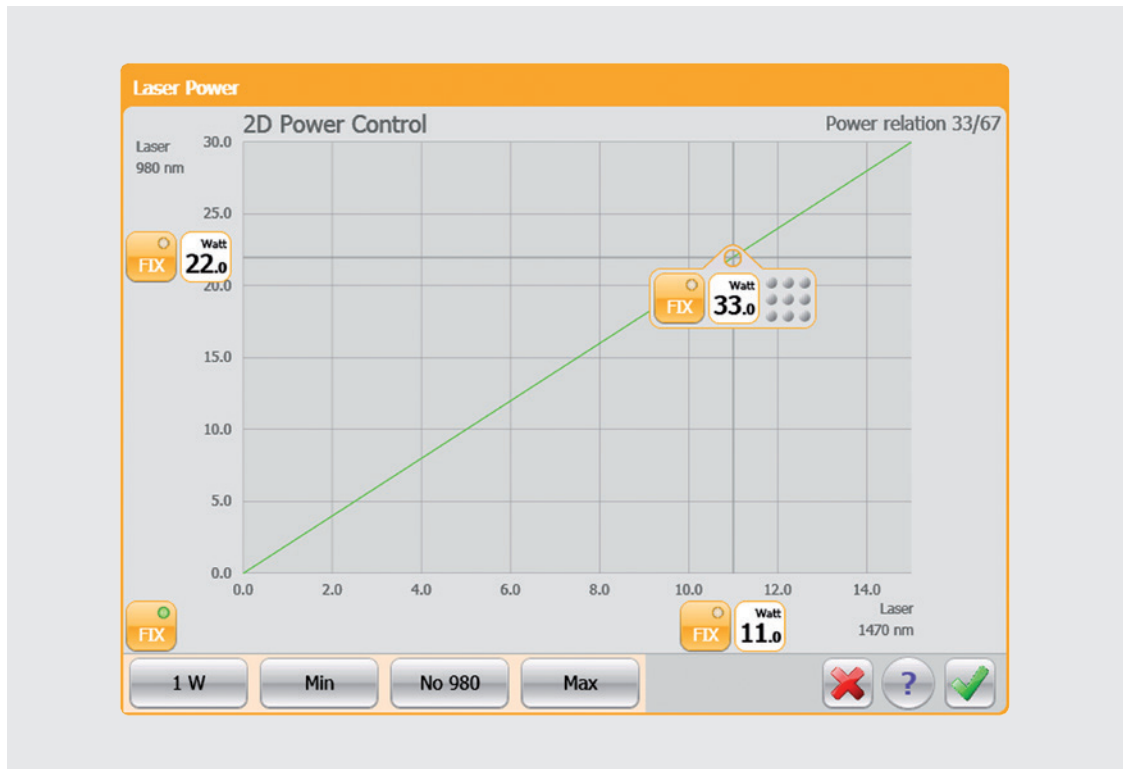 Laser Power
2D Power Control
Power relation 33/67
Laser
980 nm
30.0
25.0
FIX
Watt
22.0
20.0
FIX
Watt
33.0
15.0
10.0
5.0
0.0
0.0 2.0 4.0 6.0 8.0 10.0 12.0 14.0
FIX
FIX
Watt
11.0
Laser
1470 nm
1 W
Min
No 980
Max
?